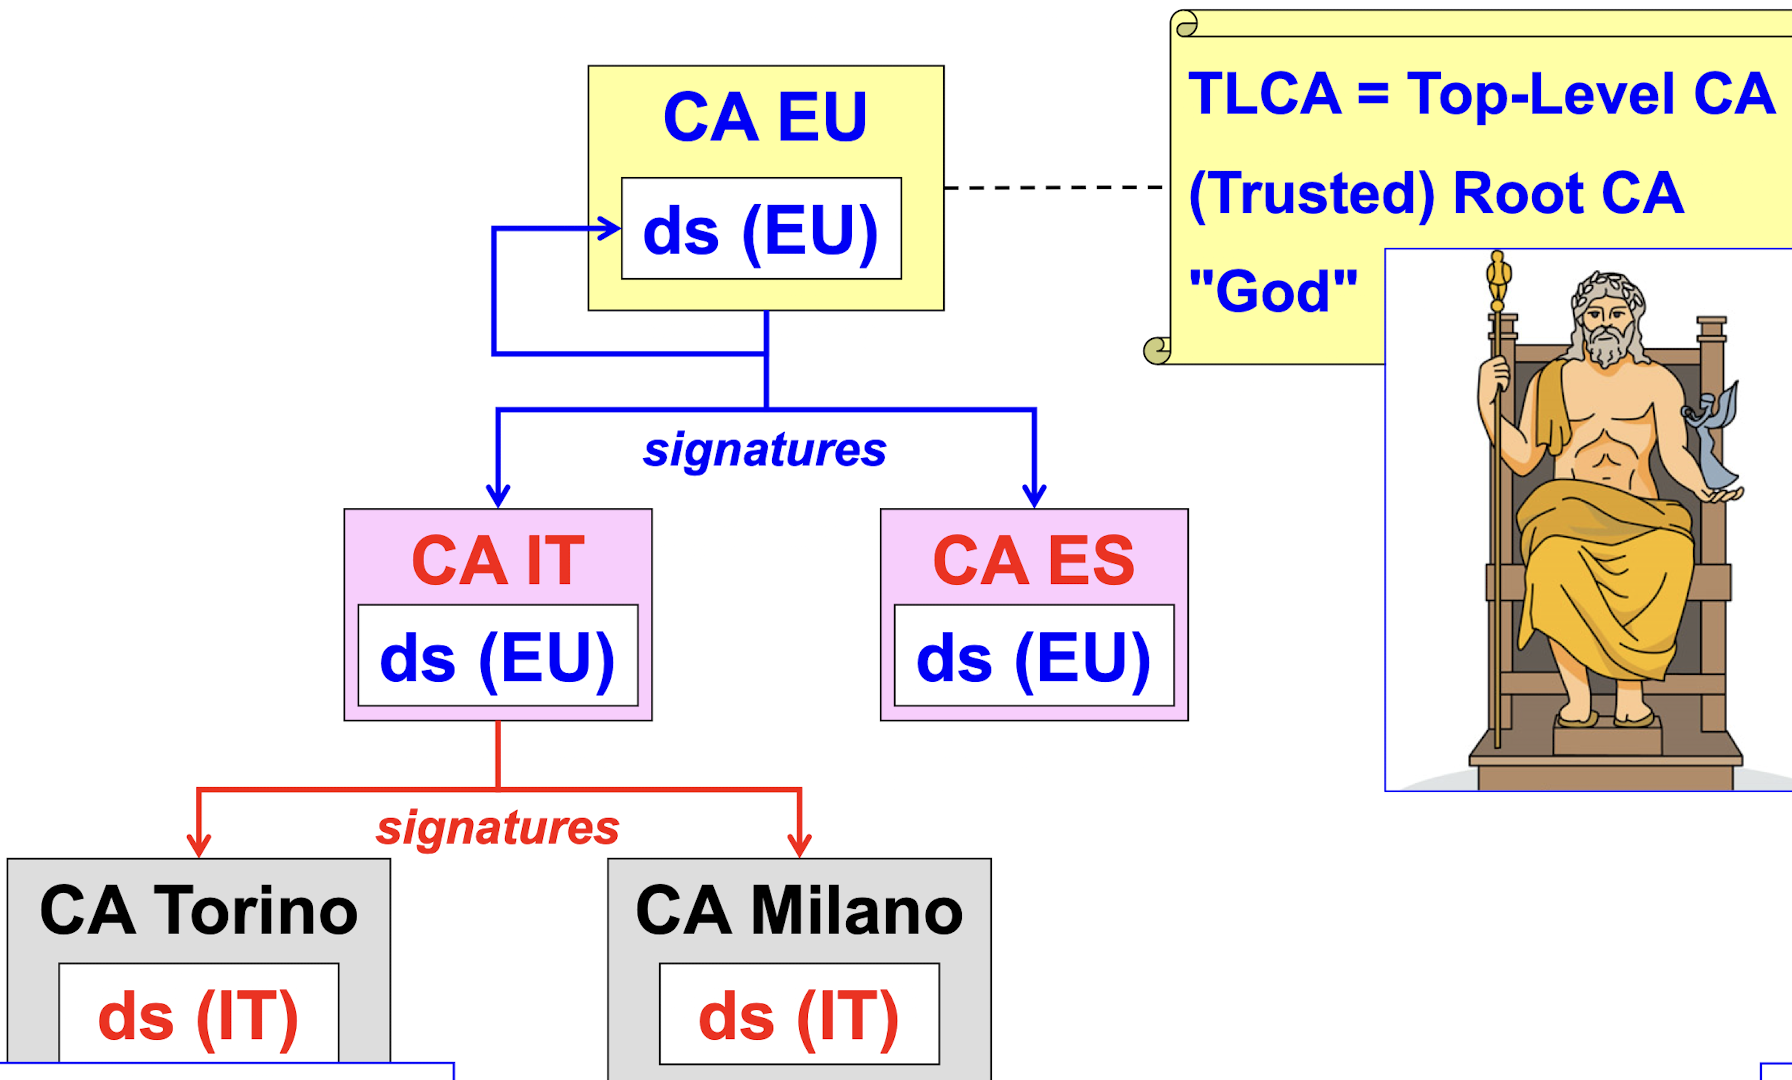 CA EU
ds (EU)
TLCA = Top-Level CA
(Trusted) Root CA
"God"
signatures
CA IT
ds (EU)
CA ES
ds (EU)
signatures
CA Torino
ds (IT)
CA Milano
ds (IT)